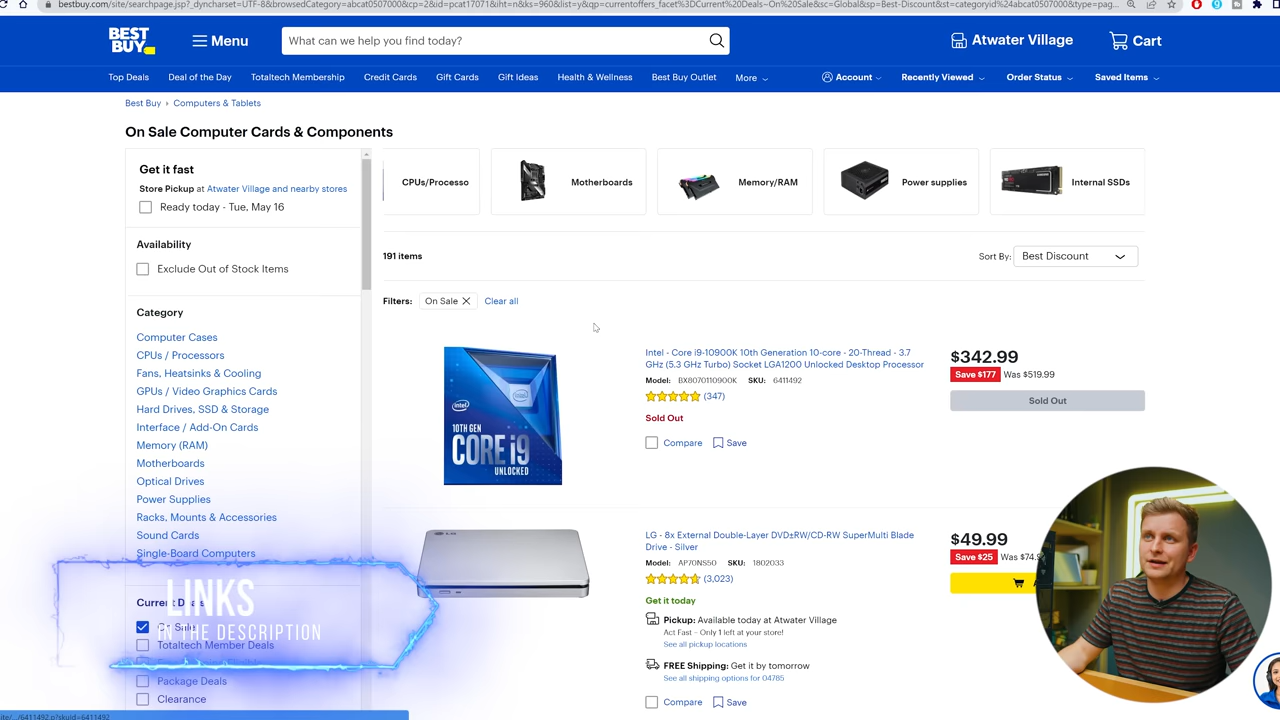 bestbuy.com/site/searchpage.jsp?_dyncharset=UTF-8&browsedCategory=abcat0507000&cp=2&id=pcat17071&iht=n&ks=960&list=y&qp=currentoffers_facet%3DCurrent%20Deals~On%20Sale&sc=Global&sp=Best-Discount&st=categoryid%24abcat0507000&type=pag...
BEST BUY
Menu
What can we help you find today?
Atwater Village
Cart
Top Deals
Deal of the Day
Totaltech Membership
Credit Cards
Gift Cards
Gift Ideas
Health & Wellness
Best Buy Outlet
More
Account
Recently Viewed
Order Status
Saved Items
Best Buy › Computers & Tablets
On Sale Computer Cards & Components
Get it fast
Store Pickup at Atwater Village and nearby stores
Ready today - Tue, May 16
Availability
Exclude Out of Stock Items
Category
Computer Cases
CPUs / Processors
Fans, Heatsinks & Cooling
GPUs / Video Graphics Cards
Hard Drives, SSD & Storage
Interface / Add-On Cards
Memory (RAM)
Motherboards
Optical Drives
Power Supplies
Racks, Mounts & Accessories
Sound Cards
Single-Board Computers
LINKS
IN THE DESCRIPTION
Current Deals
Totaltech Member Deals
Package Deals
Clearance
CPUs/Processo
Motherboards
Memory/RAM
Power supplies
Internal SSDs
191 items
Sort By: Best Discount
Filters: On Sale Clear all
intel
10TH GEN
CORE i9
UNLOCKED
Intel - Core i9-10900K 10th Generation 10-core - 20-Thread - 3.7
GHz (5.3 GHz Turbo) Socket LGA1200 Unlocked Desktop Processor
Model: BX8070110900K SKU: 6411492
(347)
Sold Out
Compare Save
$342.99
Save $177 Was $519.99
Sold Out
LG - 8x External Double-Layer DVD±RW/CD-RW SuperMulti Blade
Drive - Silver
Model: AP70NS50 SKU: 1802033
(3,023)
Get it today
Pickup: Available today at Atwater Village
Act Fast – Only 1 left at your store!
See all pickup locations
FREE Shipping: Get it by tomorrow
See all shipping options for 04785
Compare Save
$49.99
Save $25 Was $74.9
site/.../6411492.p?skuId=6411492